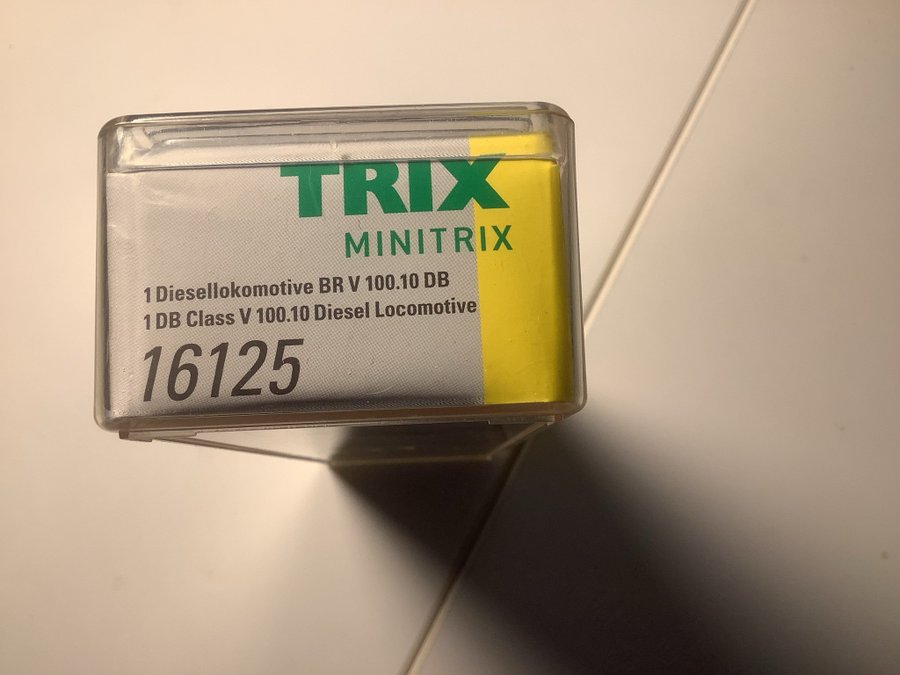 TRIX
MINITRIX
1 Diesellokomotive BR V 100.10 DB
1 DB Class V 100.10 Diesel Locomotive
16125